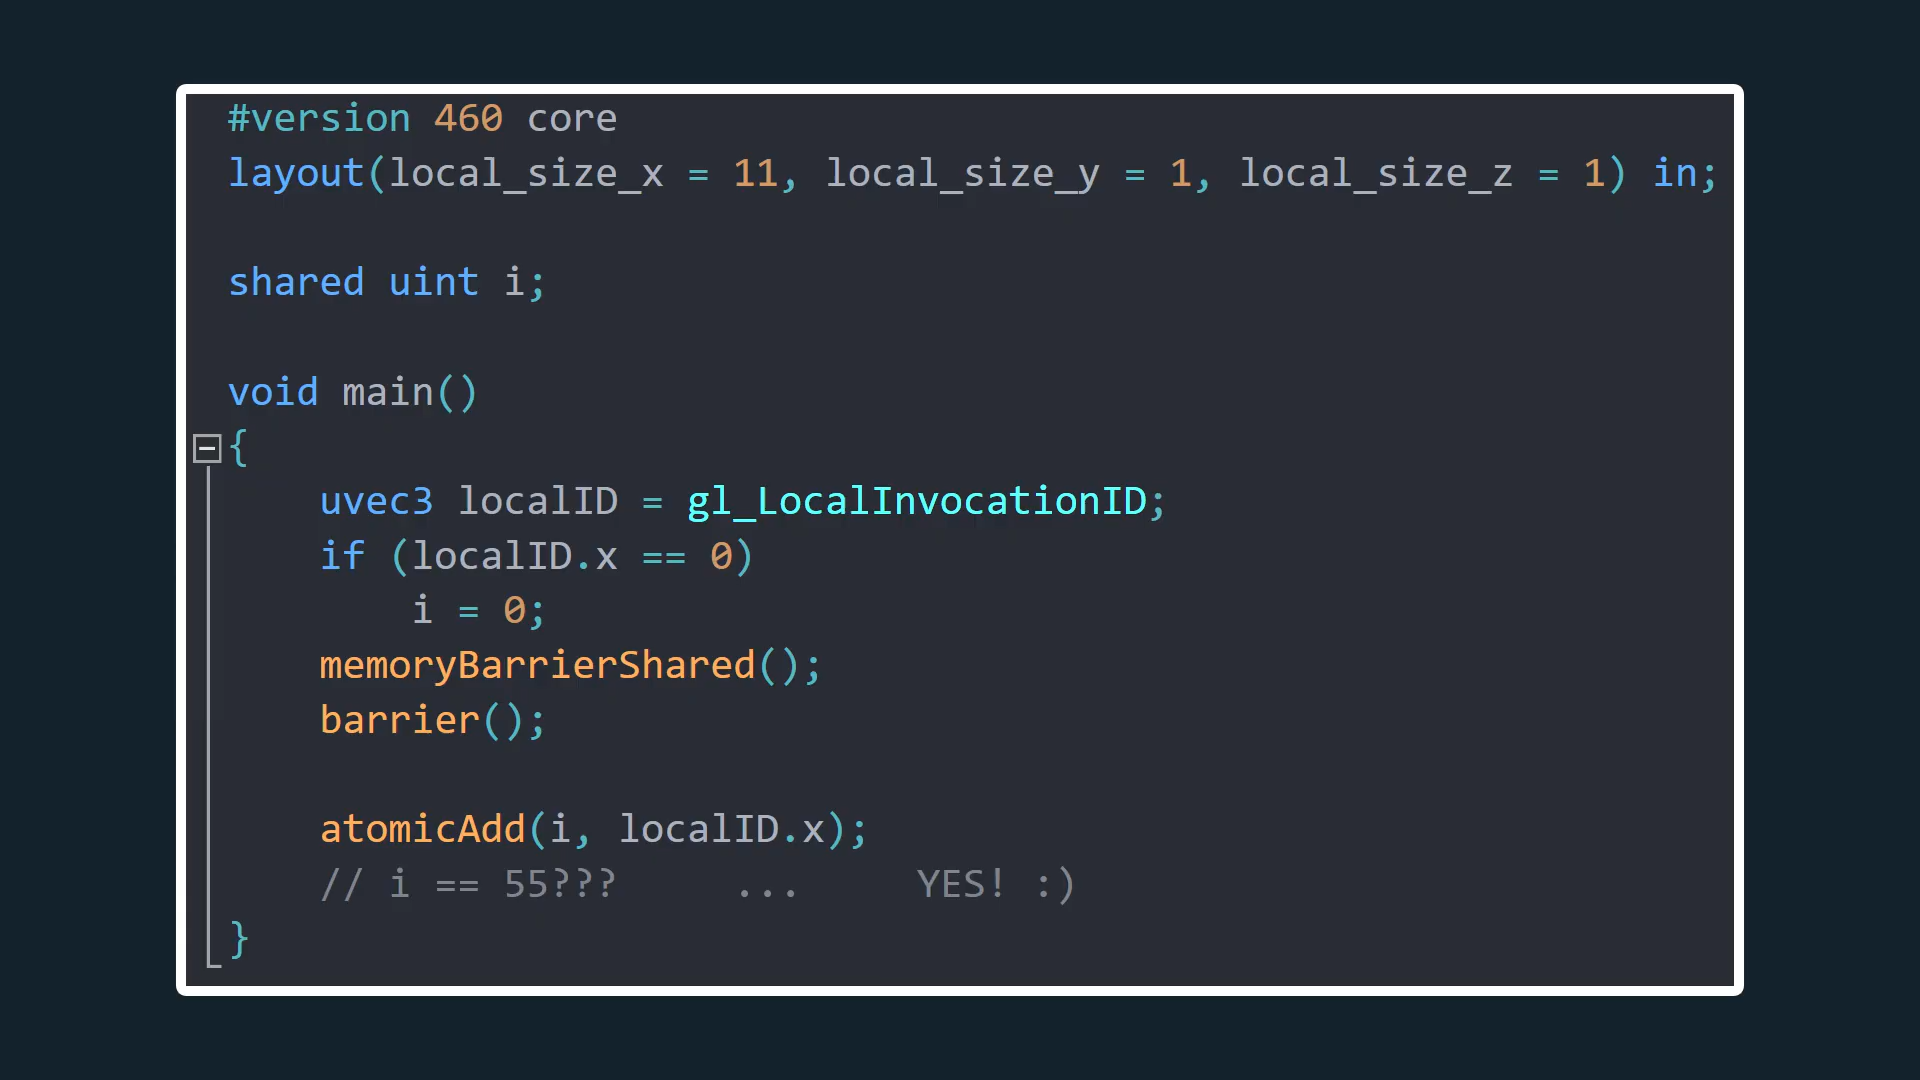 #version 460 core
layout(local_size_x = 11, local_size_y = 1, local_size_z = 1) in;
shared uint i;
void main()
{
uvec3 localID = gl_LocalInvocationID;
if (localID.x == 0)
i = 0;
memoryBarrierShared();
barrier();
atomicAdd(i, localID.x);
// i == 55??? ... YES! :)
}